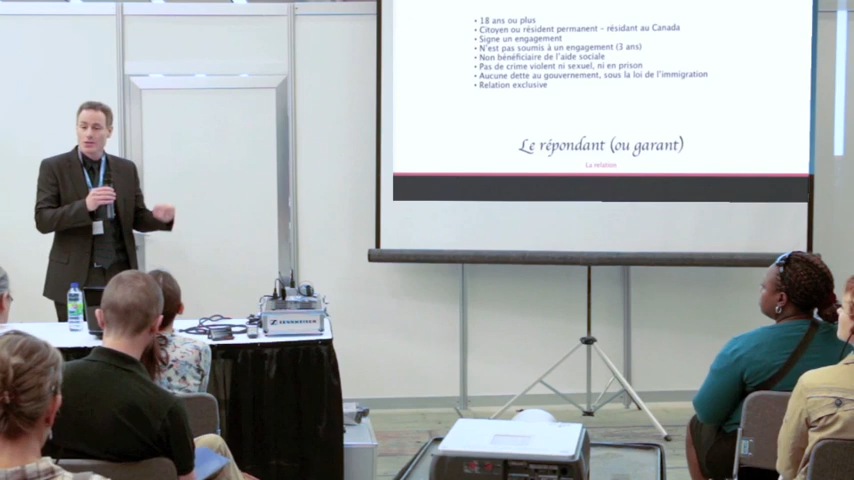 • 18 ans ou plus
• Citoyen ou résident permanent – résidant au Canada
• Signe un engagement
• N'est pas soumis à un engagement (3 ans)
• Non bénéficiaire de l'aide sociale
• Pas de crime violent ni sexuel, ni en prison
• Aucune dette au gouvernement, sous la loi de l'immigration
• Relation exclusive
Le répondant (ou garant)
La relation
SENNHEISER